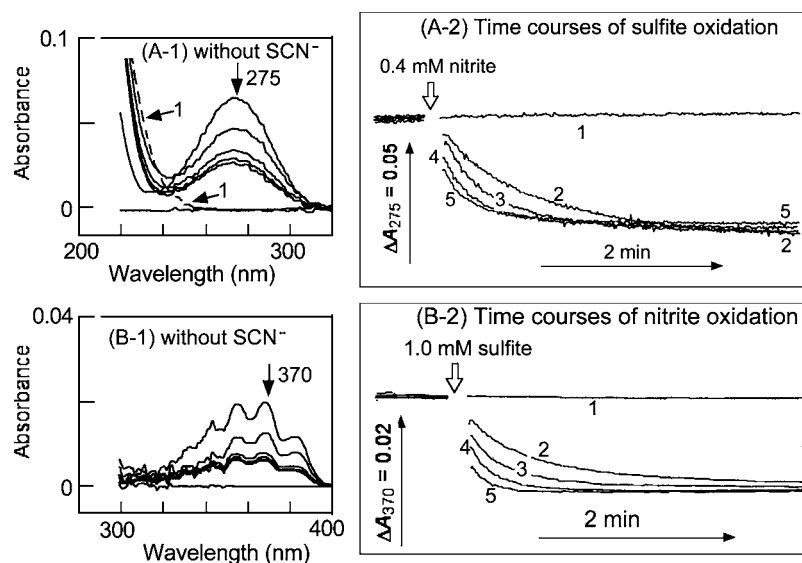 (A-1) without SCN⁻
0.1
275
1
1
0
Absorbance
200
300
Wavelength (nm)
(A-2) Time courses of sulfite oxidation
0.4 mM nitrite
1
ΔA275 = 0.05
4
5
3
2
5
2
2 min
(B-1) without SCN⁻
0.04
370
0
Absorbance
300
400
Wavelength (nm)
(B-2) Time courses of nitrite oxidation
1.0 mM sulfite
1
ΔA370 = 0.02
4
5
3
2
2 min